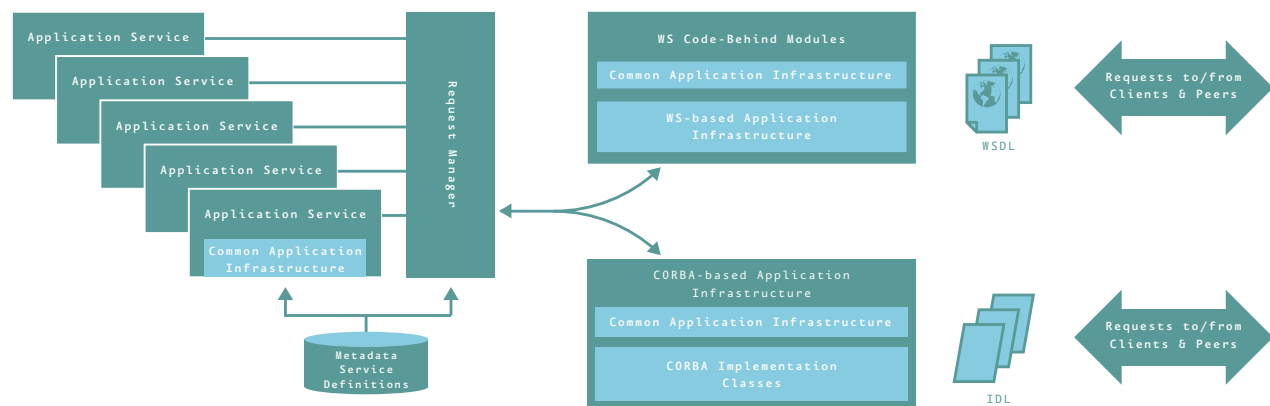 Application Service
Application Service
Application Service
Application Service
Application Service
Common Application
Infrastructure
Metadata
Service
Definitions
Request Manager
WS Code-Behind Modules
Common Application Infrastructure
WS-based Application
Infrastructure
WSDL
Requests to/from
Clients & Peers
CORBA-based Application
Infrastructure
Common Application Infrastructure
CORBA Implementation
Classes
IDL
Requests to/from
Clients & Peers